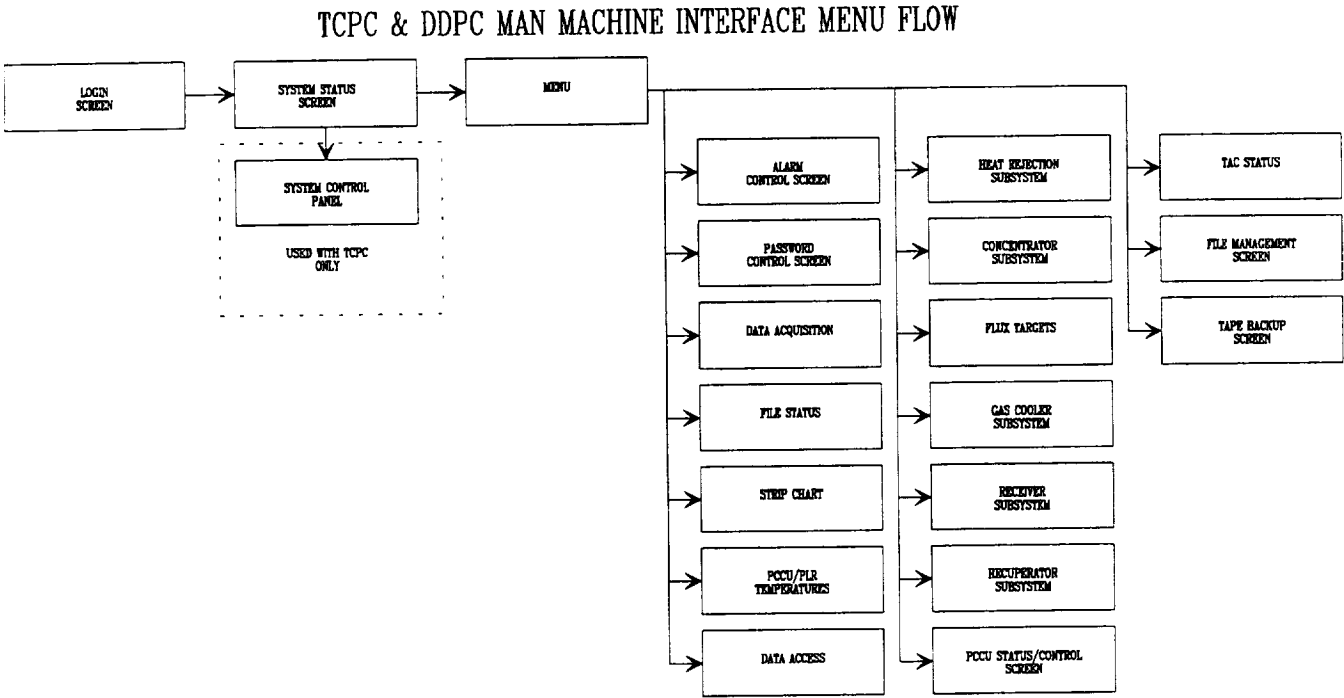 TCPC & DDPC MAN MACHINE INTERFACE MENU FLOW
LOGIN
SCREEN
SYSTEM STATUS
SCREEN
MENU
SYSTEM CONTROL
PANEL
USED WITH TCPC
ONLY
ALARM
CONTROL SCREEN
PASSWORD
CONTROL SCREEN
DATA ACQUISITION
FILE STATUS
STRIP CHART
PCCU/PLR
TEMPERATURES
DATA ACCESS
HEAT REJECTION
SUBSYSTEM
CONCENTRATOR
SUBSYSTEM
FLUX TARGETS
GAS COOLER
SUBSYSTEM
RECEIVER
SUBSYSTEM
RECUPERATOR
SUBSYSTEM
PCCU STATUS/CONTROL
SCREEN
TAC STATUS
FILE MANAGEMENT
SCREEN
TAPE BACKUP
SCREEN